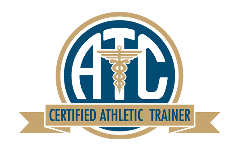 ATC
CERTIFIED ATHLETIC TRAINER